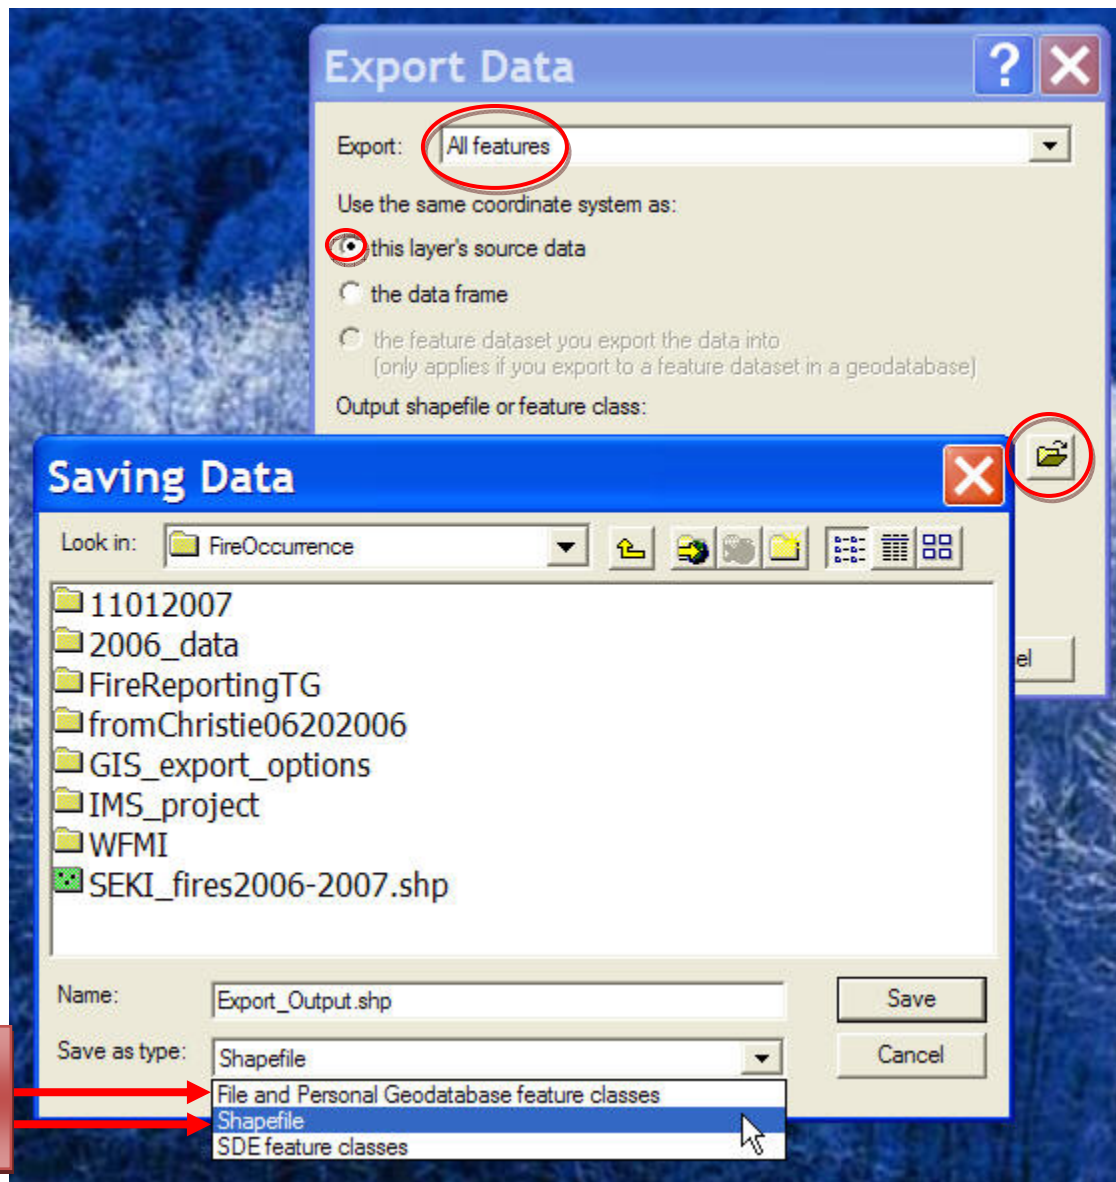 Export Data
Export: All features
Use the same coordinate system as:
this layer's source data
the data frame
the feature dataset you export the data into
(only applies if you export to a feature dataset in a geodatabase)
Output shapefile or feature class:
Saving Data
Look in: FireOccurrence
11012007
2006_data
FireReportingTG
fromChristie06202006
GIS_export_options
IMS_project
WFMI
SEKI_fires2006-2007.shp
el
Name: Export_Output.shp
Save
Save as type: Shapefile
Cancel
File and Personal Geodatabase feature classes
Shapefile
SDE feature classes